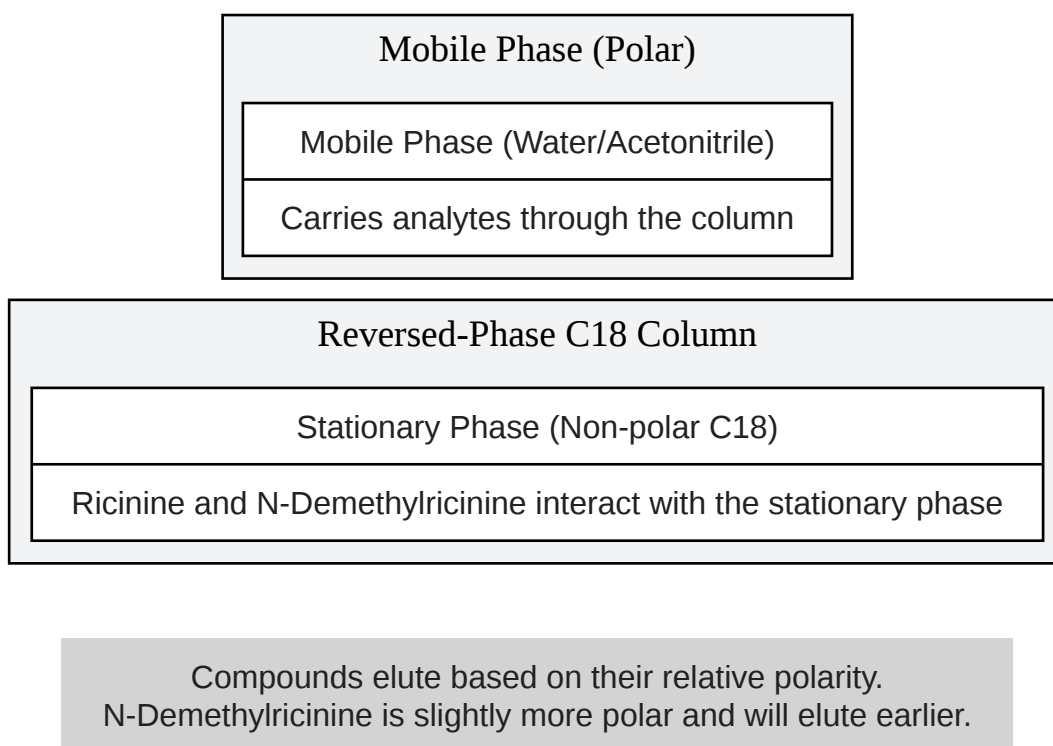 Mobile Phase (Polar)
Mobile Phase (Water/Acetonitrile)
Carries analytes through the column
Reversed-Phase C18 Column
Stationary Phase (Non-polar C18)
Ricinine and N-Demethylricinine interact with the stationary phase
Compounds elute based on their relative polarity.
N-Demethylricinine is slightly more polar and will elute earlier.